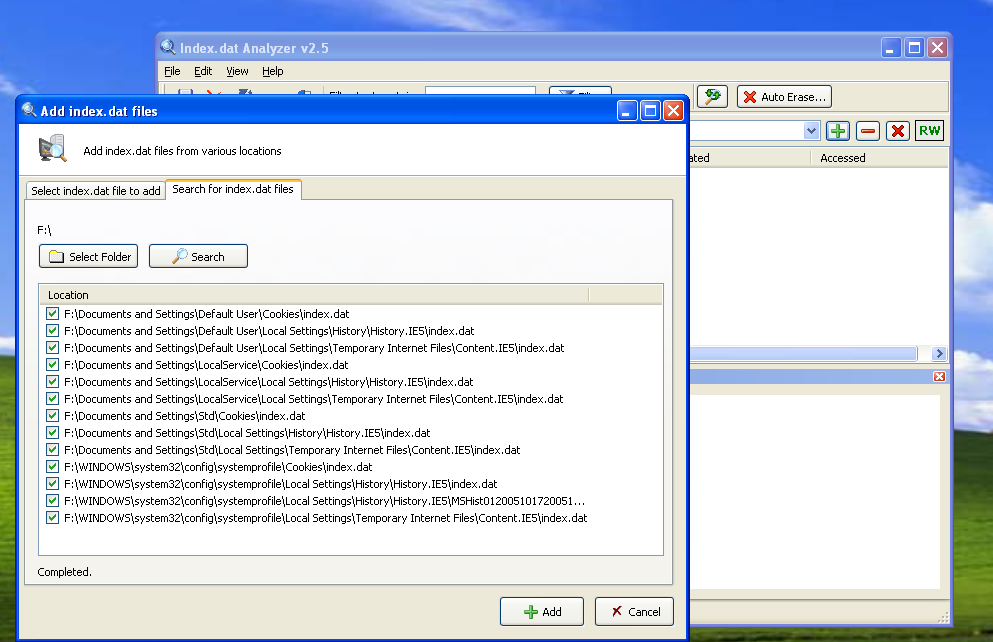 Index.dat Analyzer v2.5
File Edit View Help
Auto Erase...
RW
Accessed
Add index.dat files
Add index.dat files from various locations
Select index.dat file to add Search for index.dat files
F:\
Select Folder Search
Location
F:\Documents and Settings\Default User\Cookies\index.dat
F:\Documents and Settings\Default User\Local Settings\History\History.IE5\index.dat
F:\Documents and Settings\Default User\Local Settings\Temporary Internet Files\Content.IE5\index.dat
F:\Documents and Settings\LocalService\Cookies\index.dat
F:\Documents and Settings\LocalService\Local Settings\History\History.IE5\index.dat
F:\Documents and Settings\LocalService\Local Settings\Temporary Internet Files\Content.IE5\index.dat
F:\Documents and Settings\Std\Cookies\index.dat
F:\Documents and Settings\Std\Local Settings\History\History.IE5\index.dat
F:\Documents and Settings\Std\Local Settings\Temporary Internet Files\Content.IE5\index.dat
F:\WINDOWS\system32\config\systemprofile\Cookies\index.dat
F:\WINDOWS\system32\config\systemprofile\Local Settings\History\History.IE5\index.dat
F:\WINDOWS\system32\config\systemprofile\Local Settings\History\History.IE5\MSHist012005101720051...
F:\WINDOWS\system32\config\systemprofile\Local Settings\Temporary Internet Files\Content.IE5\index.dat
Completed.
Add Cancel